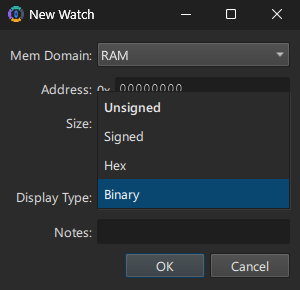 New Watch
Mem Domain: RAM
Address: 0x 00000000
Size:
Unsigned
Signed
Hex
Display Type: Binary
Notes:
OK Cancel